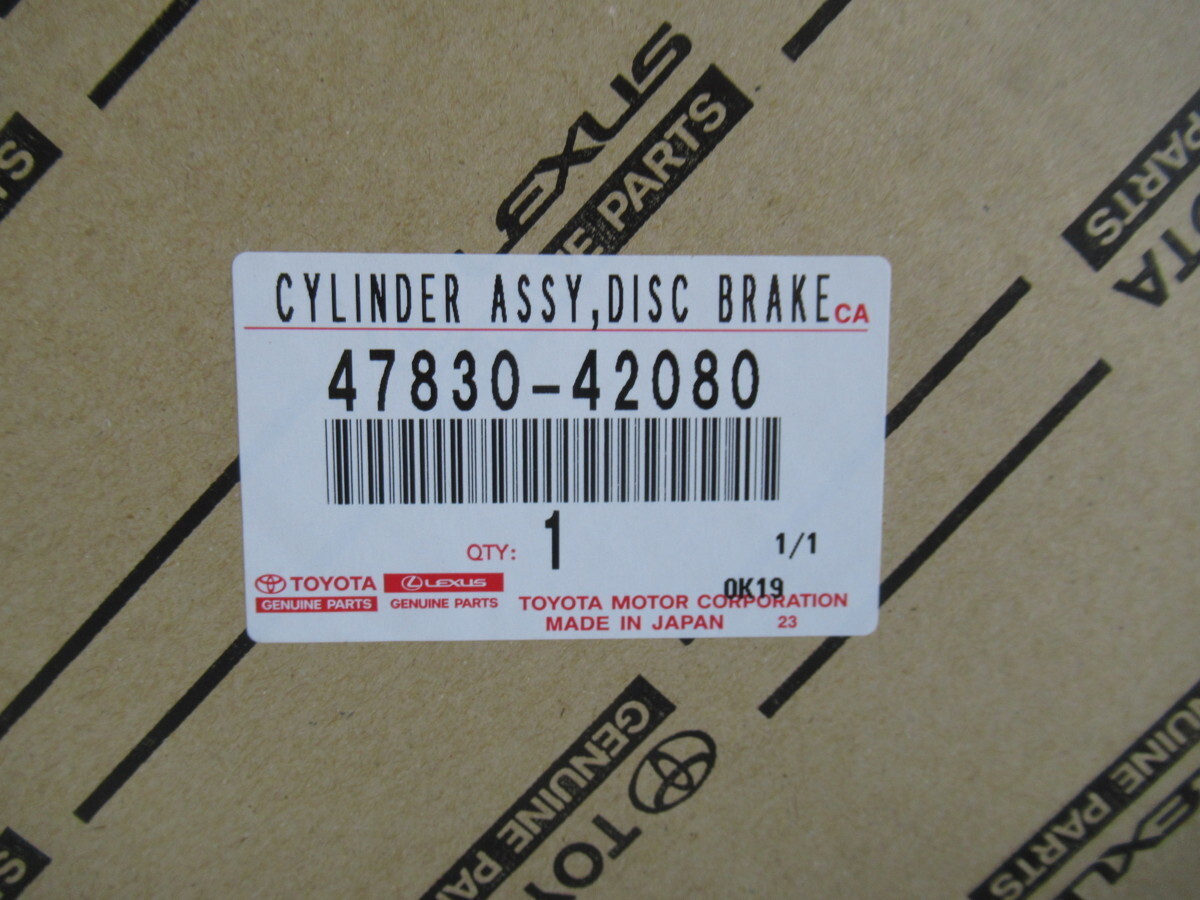 LEXUS
GENUINE PARTS
PARTS
TOYOTA
CYLINDER ASSY,DISC BRAKE CA
47830-42080
QTY: 1
1/1
0K19
TOYOTA LEXUS
GENUINE PARTS GENUINE PARTS
TOYOTA MOTOR CORPORATION
MADE IN JAPAN 23
GENUINE PA
TOYO
GENUINE PARTS
LEXUS